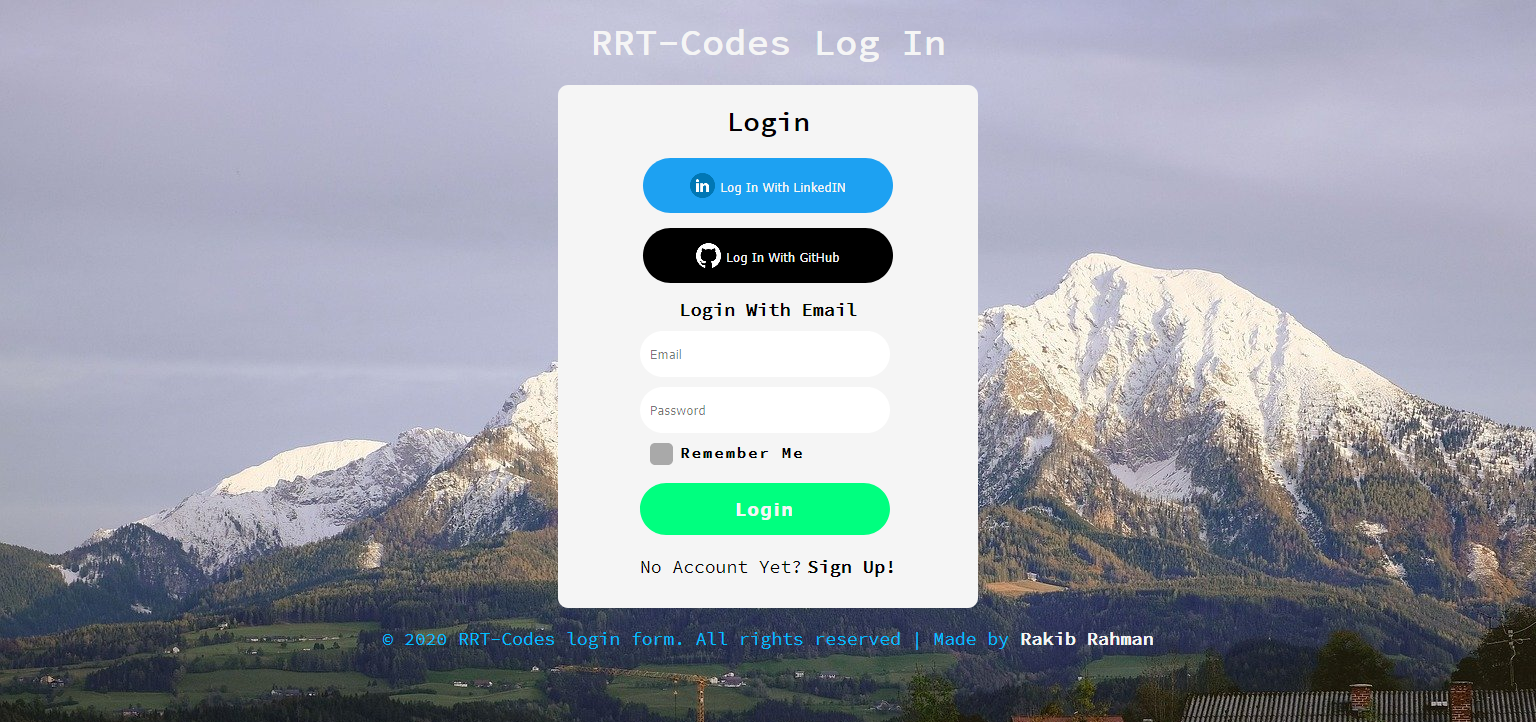 RRT-Codes Log In
Login
in Log In With LinkedIN
Log In With GitHub
Login With Email
Email
Password
Remember Me
Login
No Account Yet? Sign Up!
© 2020 RRT-Codes login form. All rights reserved | Made by Rakib Rahman